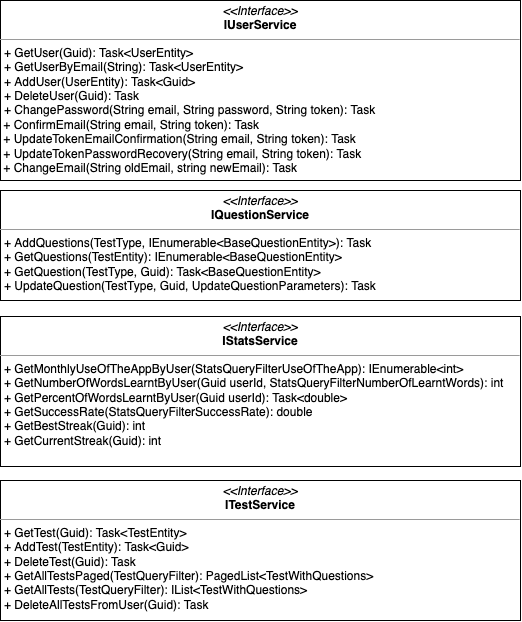 <<Interface>>
IUserService
+ GetUser(Guid): Task<UserEntity>
+ GetUserByEmail(String): Task<UserEntity>
+ AddUser(UserEntity): Task<Guid>
+ DeleteUser(Guid): Task
+ ChangePassword(String email, String password, String token): Task
+ ConfirmEmail(String email, String token): Task
+ UpdateTokenEmailConfirmation(String email, String token): Task
+ UpdateTokenPasswordRecovery(String email, String token): Task
+ ChangeEmail(String oldEmail, string newEmail): Task
<<Interface>>
IQuestionService
+ AddQuestions(TestType, IEnumerable<BaseQuestionEntity>): Task
+ GetQuestions(TestEntity): IEnumerable<BaseQuestionEntity>
+ GetQuestion(TestType, Guid): Task<BaseQuestionEntity>
+ UpdateQuestion(TestType, Guid, UpdateQuestionParameters): Task
<<Interface>>
IStatsService
+ GetMonthlyUseOfTheAppByUser(StatsQueryFilterUseOfTheApp): IEnumerable<int>
+ GetNumberOfWordsLearntByUser(Guid userId, StatsQueryFilterNumberOfLearntWords): int
+ GetPercentOfWordsLearntByUser(Guid userId): Task<double>
+ GetSuccessRate(StatsQueryFilterSuccessRate): double
+ GetBestStreak(Guid): int
+ GetCurrentStreak(Guid): int
<<Interface>>
ITestService
+ GetTest(Guid): Task<TestEntity>
+ AddTest(TestEntity): Task<Guid>
+ DeleteTest(Guid): Task
+ GetAllTestsPaged(TestQueryFilter): PagedList<TestWithQuestions>
+ GetAllTests(TestQueryFilter): IList<TestWithQuestions>
+ DeleteAllTestsFromUser(Guid): Task